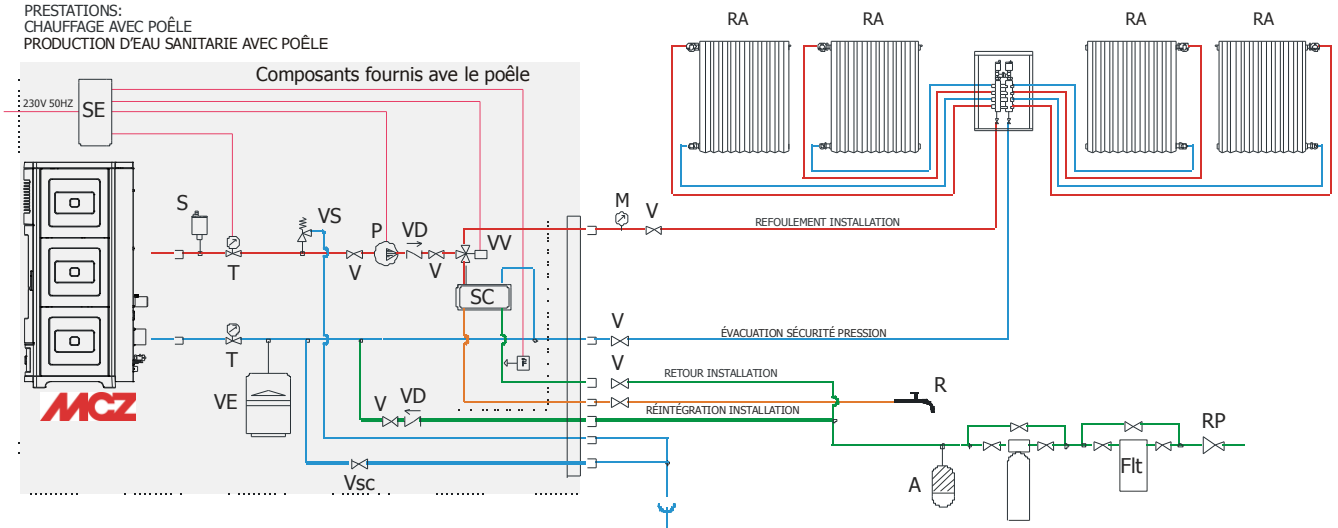 PRESTATIONS:
CHAUFFAGE AVEC POÊLE
PRODUCTION D'EAU SANITARIE AVEC POÊLE
RA
RA
RA
RA
Composants fournis ave le poêle
230V 50HZ
SE
S
VS
P
VD
VV
M
V
REFOULEMENT INSTALLATION
T
V
V
SC
V
ÉVACUATION SÉCURITÉ PRESSION
T
V
RETOUR INSTALLATION
VE
V
VD
R
RÉINTÉGRATION INSTALLATION
MCZ
RP
Flt
Vsc
A